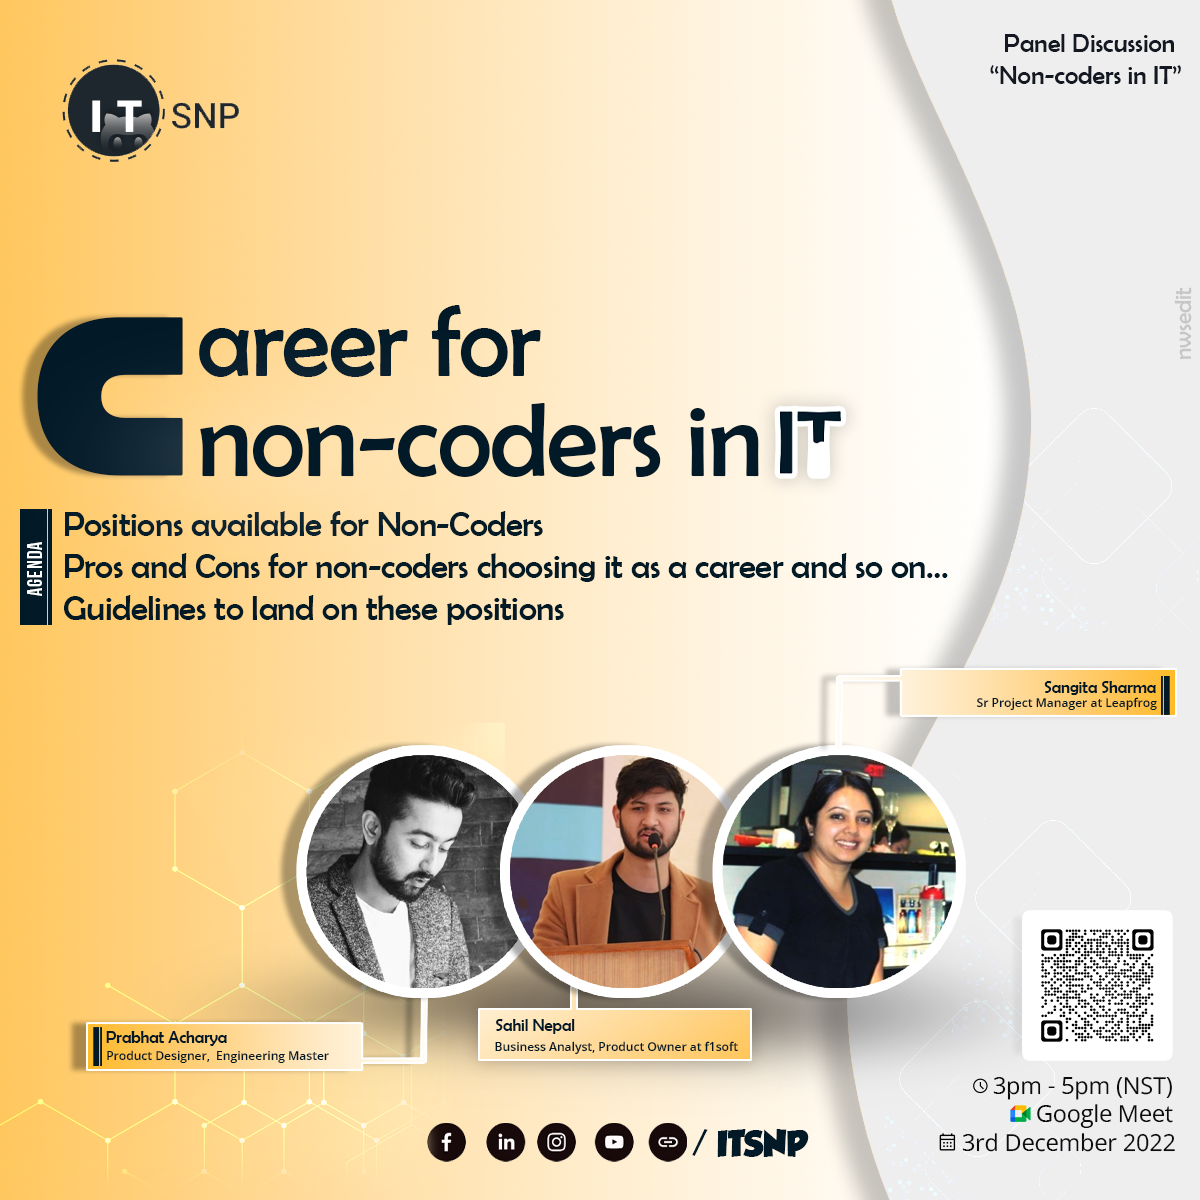 Panel Discussion
“Non-coders in IT”
IT SNP
nwsedit
Career for
non-coders in IT
AGENDA
Positions available for Non-Coders
Pros and Cons for non-coders choosing it as a career and so on...
Guidelines to land on these positions
Sangita Sharma
Sr Project Manager at Leapfrog
Prabhat Acharya
Product Designer, Engineering Master
Sahil Nepal
Business Analyst, Product Owner at f1soft
3pm - 5pm (NST)
Google Meet
3rd December 2022
/ ITSNP